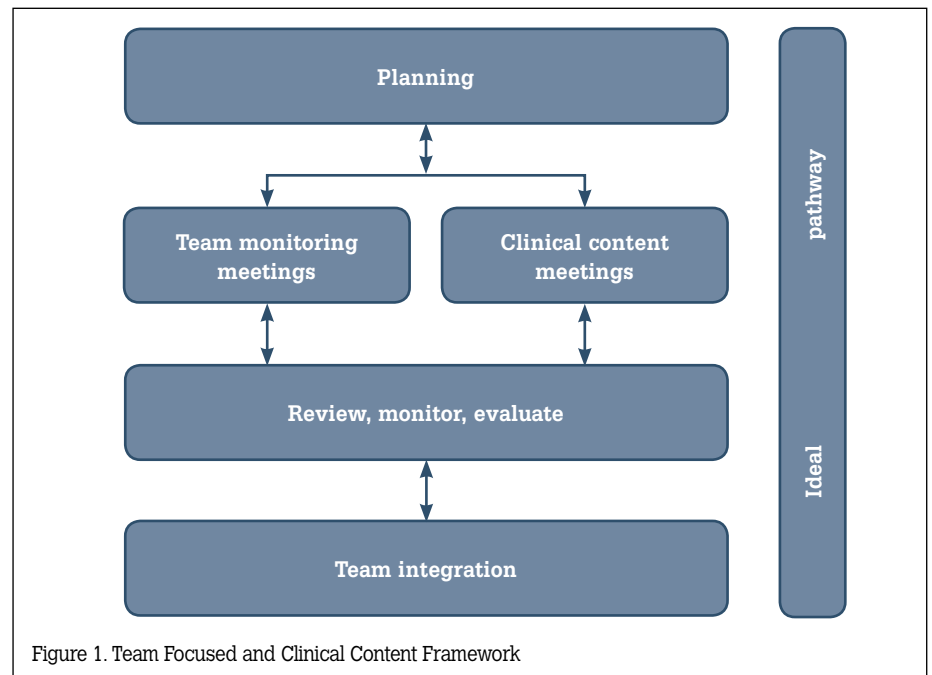 Planning
Team monitoring
meetings
Clinical content
meetings
Review, monitor, evaluate
Team integration
Ideal pathway
Figure 1. Team Focused and Clinical Content Framework